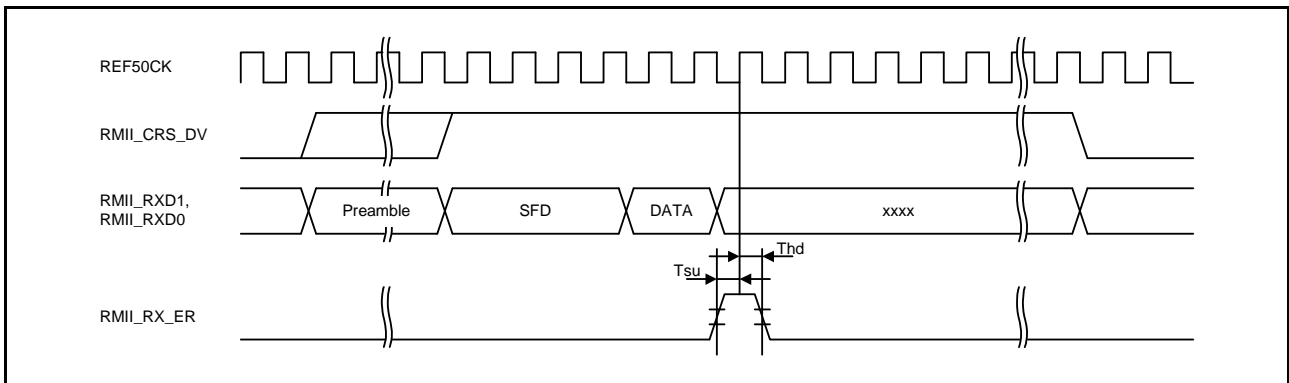 REF50CK
RMII_CRS_DV
RMII_RXD1,
RMII_RXD0
Preamble
SFD
DATA
xxxx
Thd
Tsu
RMII_RX_ER